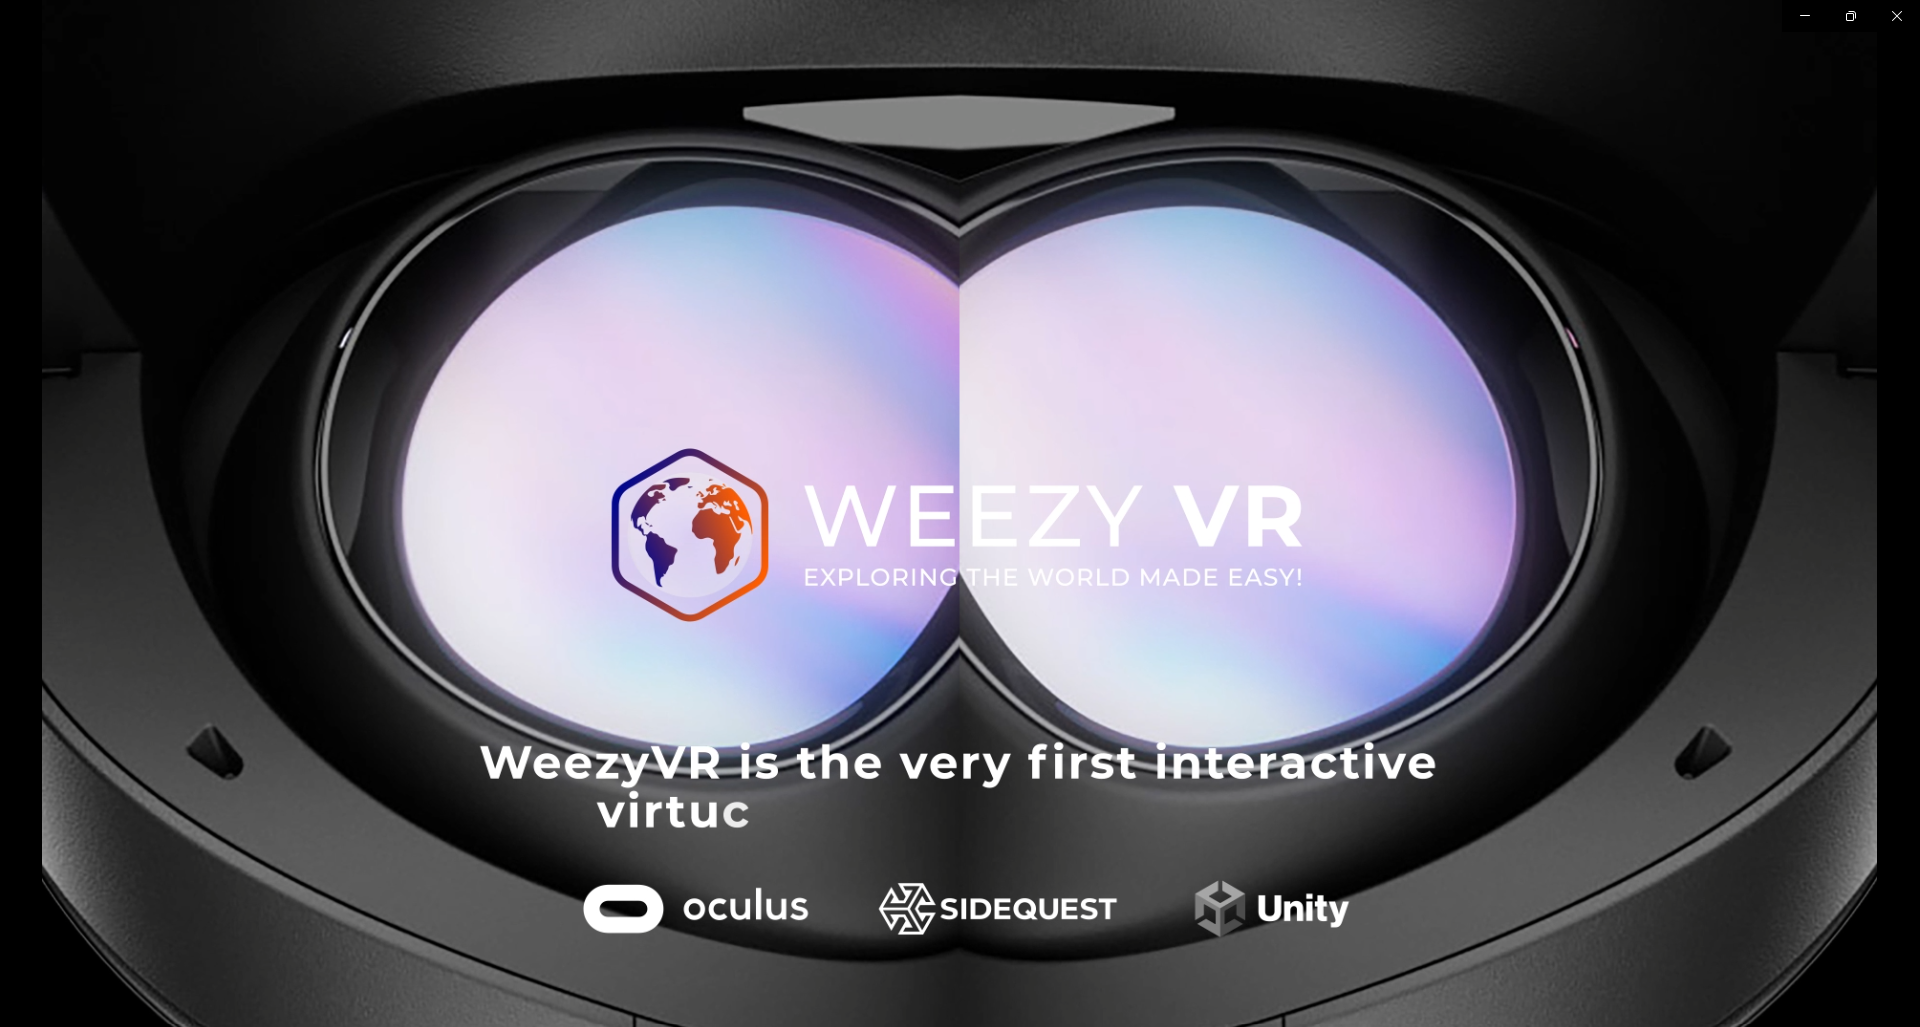 WEEZY VR
EXPLORING THE WORLD MADE EASY!
WeezyVR is the very first interactive
virtuc
oculus
SIDEQUEST
Unity